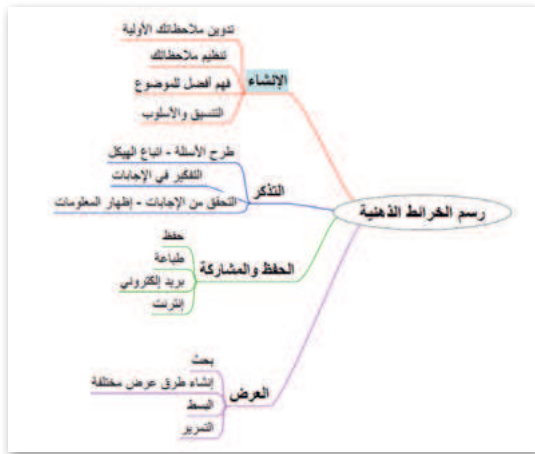 رسم الخرائط الذهنية
الإنشاء
تدوين ملاحظاتك الأولية
تنظيم ملاحظاتك
فهم أفضل للموضوع
التنسيق والأسلوب
التذكر
طرح الأسئلة - اتباع الهيكل
التفكير في الإجابات
التحقق من الإجابات - إظهار المعلومات
الحفظ والمشاركة
حفظ
طباعة
بريد إلكتروني
إنترنت
العرض
بحث
إنشاء طرق عرض مختلفة
البسط
التمرير